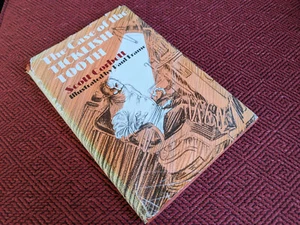 The Case of the
TICKLISH
TOOTH
Scott Corbett
Illustrated by Paul Frame